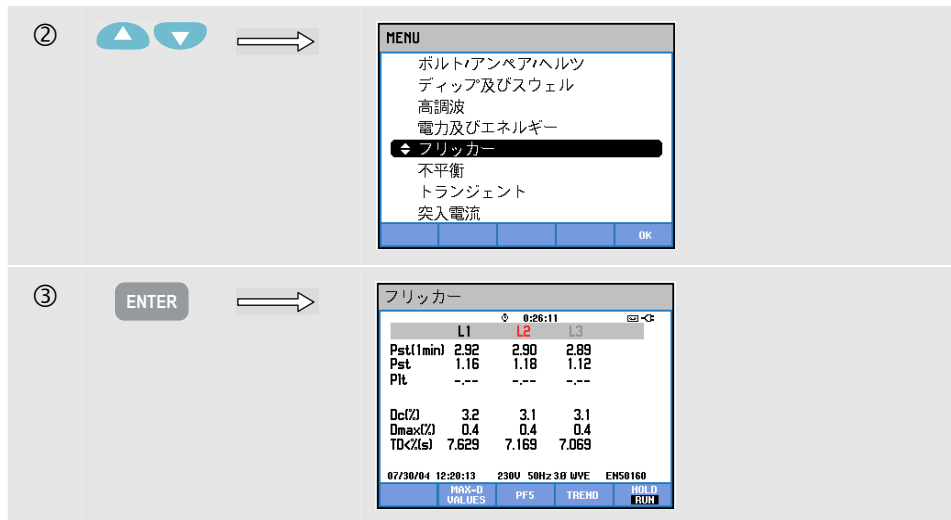 ②
MENU
ボルト/アンペア/ヘルツ
ディップ及びスウェル
高調波
電力及びエネルギー
フリッカー
不平衡
トランジェント
突入電流
OK
③ ENTER
フリッカー
0:26:11
L1 L2 L3
Pst(1min) 2.92 2.90 2.89
Pst 1.16 1.18 1.12
Plt -.-- -.-- -.--
Dc(%) 3.2 3.1 3.1
Dmax(%) 0.4 0.4 0.4
TD<%(s) 7.629 7.169 7.069
07/30/04 12:20:13 230V 50Hz 3.0 WYE EN50160
MAX-D VALUES PF5 TREND HOLD RUN